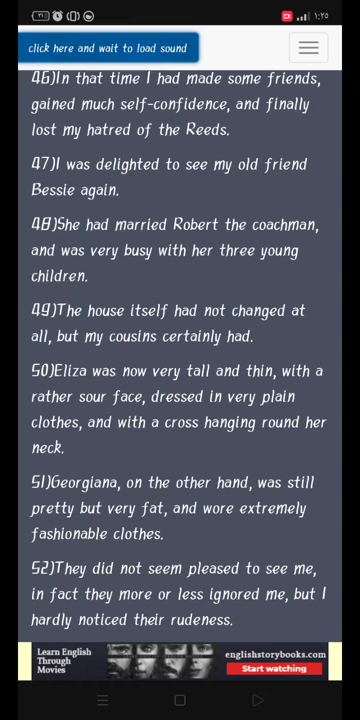 ۲۱
۱:۲۵
click here and wait to load sound
46)In that time I had made some friends,
gained much self-confidence, and finally
lost my hatred of the Reeds.
47)I was delighted to see my old friend
Bessie again.
48)She had married Robert the coachman,
and was very busy with her three young
children.
49)The house itself had not changed at
all, but my cousins certainly had.
50)Eliza was now very tall and thin, with a
rather sour face, dressed in very plain
clothes, and with a cross hanging round her
neck.
51)Georgiana, on the other hand, was still
pretty but very fat, and wore extremely
fashionable clothes.
52)They did not seem pleased to see me,
in fact they more or less ignored me, but I
hardly noticed their rudeness.
Learn English
Through
Movies
englishstorybooks.com
Start watching